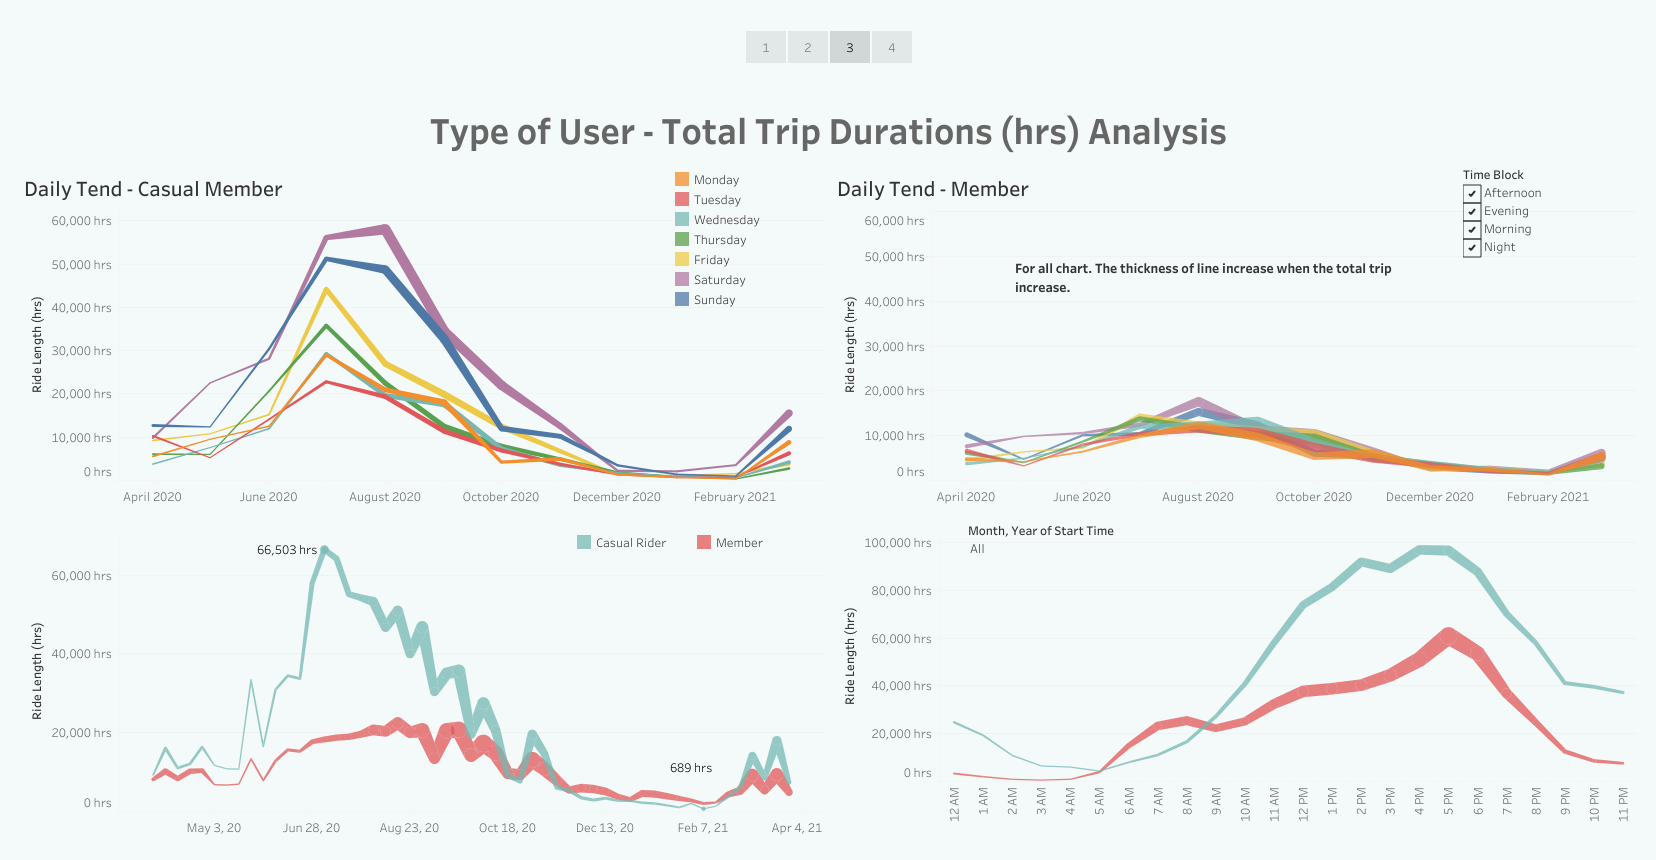 1 2 3 4
Type of User - Total Trip Durations (hrs) Analysis
Daily Tend - Casual Member
Monday
Tuesday
Wednesday
Thursday
Friday
Saturday
Sunday
Ride Length (hrs)
60,000 hrs
50,000 hrs
40,000 hrs
30,000 hrs
20,000 hrs
10,000 hrs
0 hrs
April 2020 June 2020 August 2020 October 2020 December 2020 February 2021
Daily Tend - Member
Time Block
Afternoon
Evening
Morning
Night
For all chart. The thickness of line increase when the total trip
increase.
Ride Length (hrs)
60,000 hrs
50,000 hrs
40,000 hrs
30,000 hrs
20,000 hrs
10,000 hrs
0 hrs
April 2020 June 2020 August 2020 October 2020 December 2020 February 2021
Casual Rider Member
66,503 hrs
689 hrs
Ride Length (hrs)
60,000 hrs
40,000 hrs
20,000 hrs
0 hrs
May 3, 20 Jun 28, 20 Aug 23, 20 Oct 18, 20 Dec 13, 20 Feb 7, 21 Apr 4, 21
Month, Year of Start Time
All
Ride Length (hrs)
100,000 hrs
80,000 hrs
60,000 hrs
40,000 hrs
20,000 hrs
0 hrs
12 AM 1 AM 2 AM 3 AM 4 AM 5 AM 6 AM 7 AM 8 AM 9 AM 10 AM 11 AM 12 PM 1 PM 2 PM 3 PM 4 PM 5 PM 6 PM 7 PM 8 PM 9 PM 10 PM 11 PM